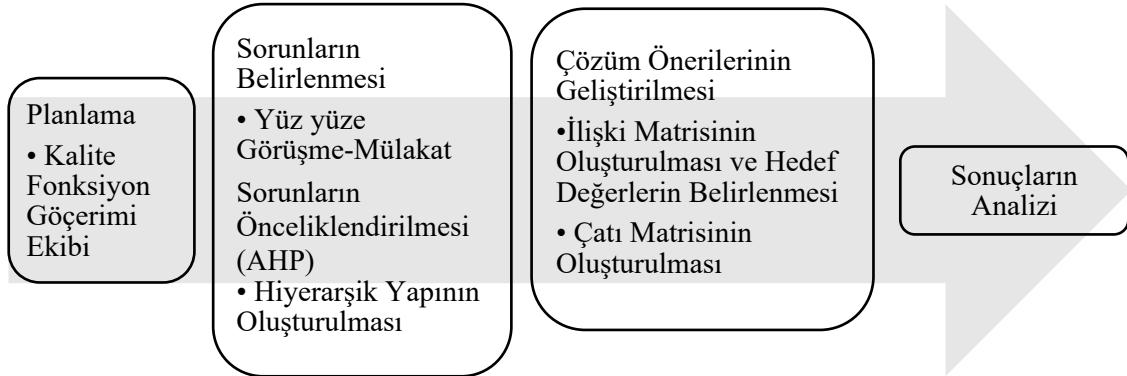 Planlama
• Kalite
Fonksiyon
Göçerimi
Ekibi
Sorunların
Belirlenmesi
• Yüz yüze
Görüşme-Mülakat
Sorunların
Önceliklendirilmesi
(AHP)
• Hiyerarşik Yapının
Oluşturulması
Çözüm Önerilerinin
Geliştirilmesi
•İlişki Matrisinin
Oluşturulması ve Hedef
Değerlerin Belirlenmesi
• Çatı Matrisinin
Oluşturulması
Sonuçların
Analizi